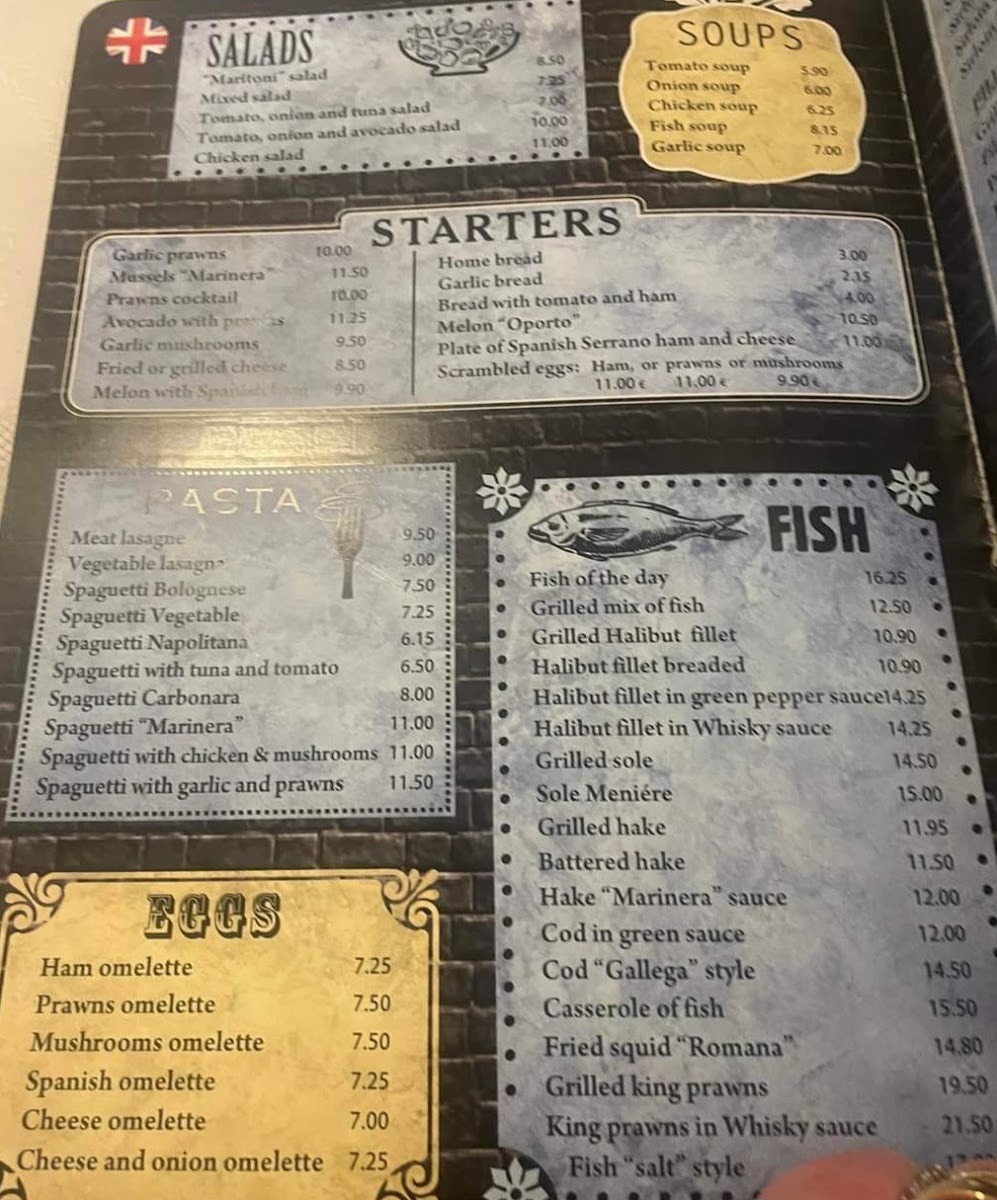 SALADS
"Maritoni" salad 8.50
Mixed salad 7.25
Tomato, onion and tuna salad 7.00
Tomato, onion and avocado salad 10.00
Chicken salad 11.00
SOUPS
Tomato soup 5.90
Onion soup 6.00
Chicken soup 6.25
Fish soup 8.15
Garlic soup 7.00
STARTERS
Garlic prawns 10.00
Mussels "Marinera" 11.50
Prawns cocktail 10.00
Avocado with 11.25
Garlic mushrooms 9.50
Fried or grilled cheese 8.50
Melon with Spanish 9.90
Home bread 3.00
Garlic bread 2.15
Bread with tomato and ham 4.00
Melon "Oporto" 10.50
Plate of Spanish Serrano ham and cheese 11.00
Scrambled eggs: Ham, or prawns or mushrooms
11.00 € 11.00 € 9.90 €
PASTA
Meat lasagne 9.50
Vegetable lasagne 9.00
Spaguetti Bolognese 7.50
Spaguetti Vegetable 7.25
Spaguetti Napolitana 6.15
Spaguetti with tuna and tomato 6.50
Spaguetti Carbonara 8.00
Spaguetti "Marinera" 11.00
Spaguetti with chicken & mushrooms 11.00
Spaguetti with garlic and prawns 11.50
EGGS
Ham omelette 7.25
Prawns omelette 7.50
Mushrooms omelette 7.50
Spanish omelette 7.25
Cheese omelette 7.00
Cheese and onion omelette 7.25
FISH
Fish of the day 16.25
Grilled mix of fish 12.50
Grilled Halibut fillet 10.90
Halibut fillet breaded 10.90
Halibut fillet in green pepper sauce 14.25
Halibut fillet in Whisky sauce 14.25
Grilled sole 14.50
Sole Meniére 15.00
Grilled hake 11.95
Battered hake 11.50
Hake "Marinera" sauce 12.00
Cod in green sauce 12.00
Cod "Gallega" style 14.50
Casserole of fish 15.50
Fried squid "Romana" 14.80
Grilled king prawns 19.50
King prawns in Whisky sauce 21.50
Fish "salt" style